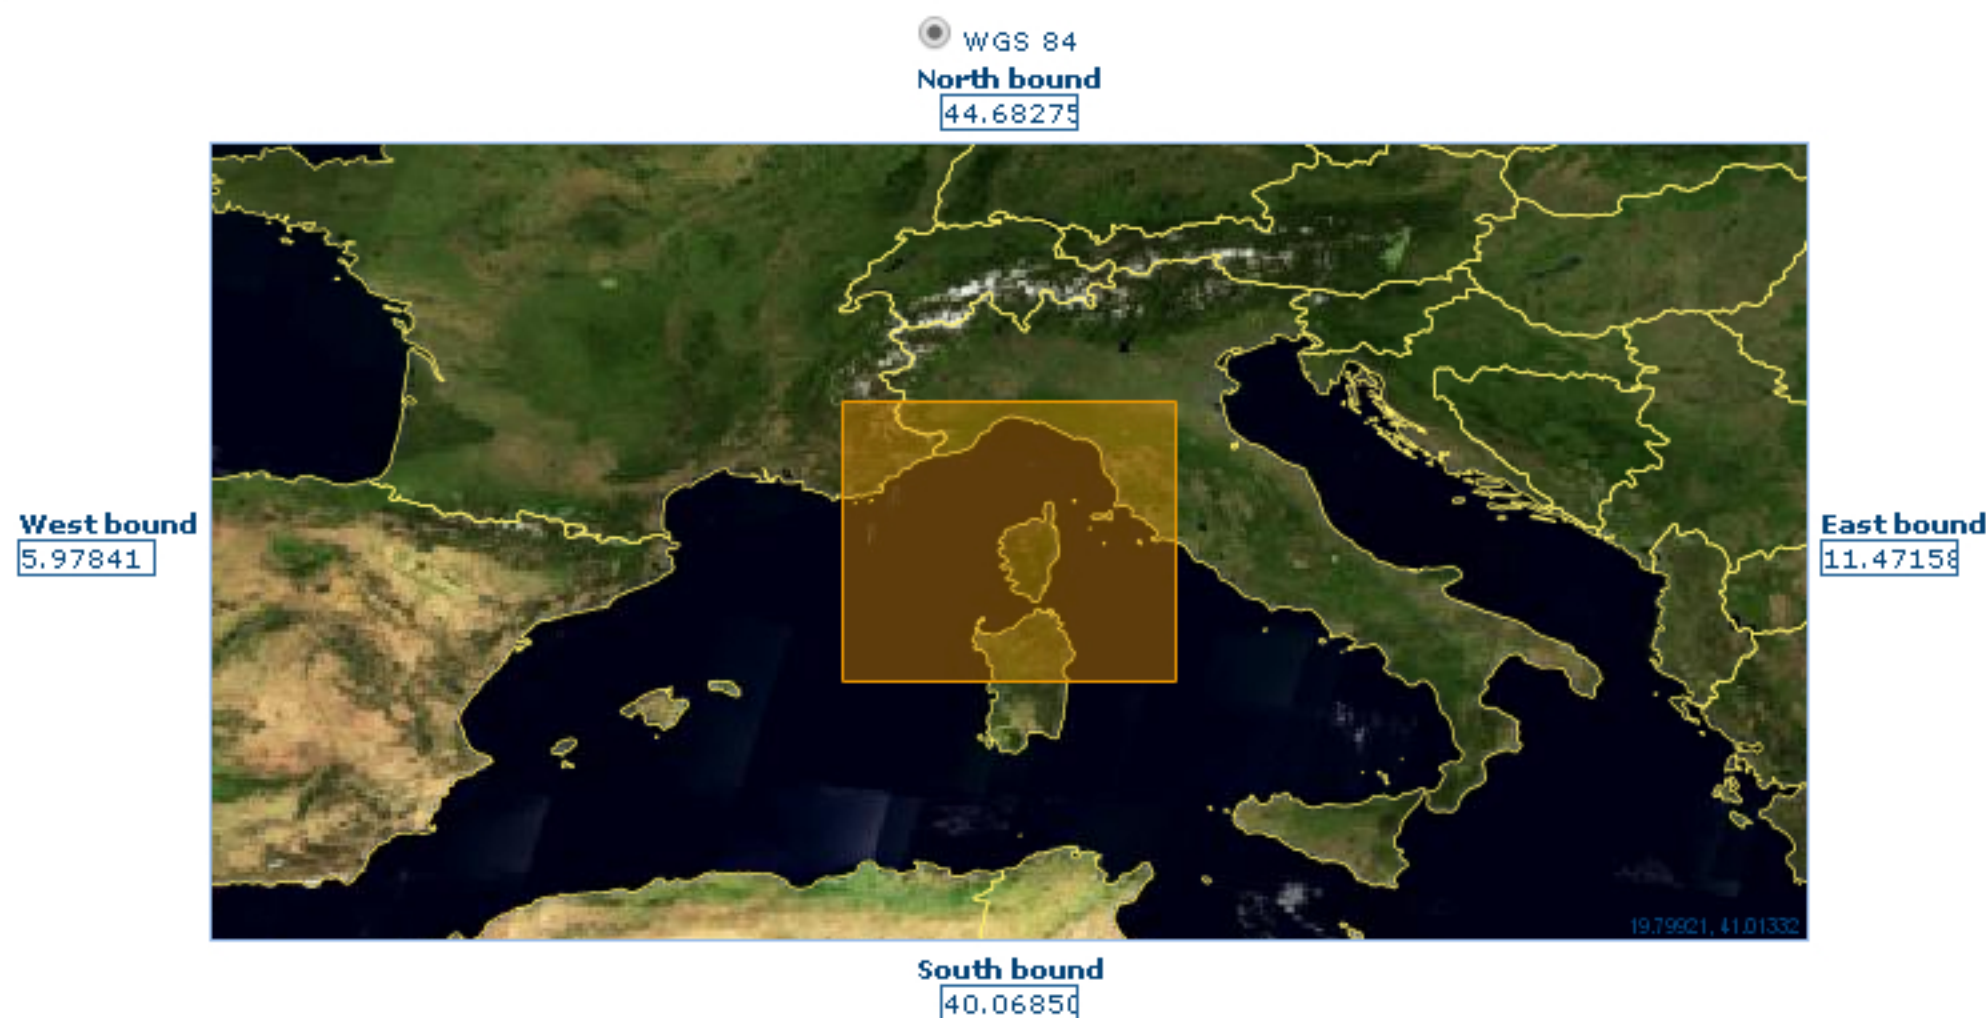 WGS 84
North bound
44.68275
West bound
5.97841
East bound
11.47158
19.79921, 41.01332
South bound
40.06850